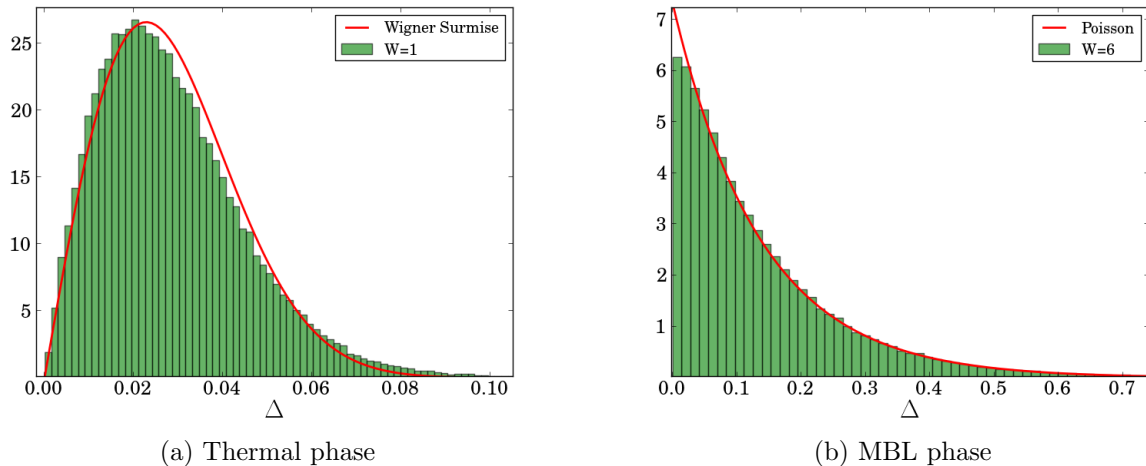 25
20
15
10
5
Wigner Surmise
W=1
0.00 0.02 0.04 0.06 0.08 0.10
Δ
(a) Thermal phase
7
6
5
4
3
2
1
Poisson
W=6
0.0 0.1 0.2 0.3 0.4 0.5 0.6 0.7
Δ
(b) MBL phase